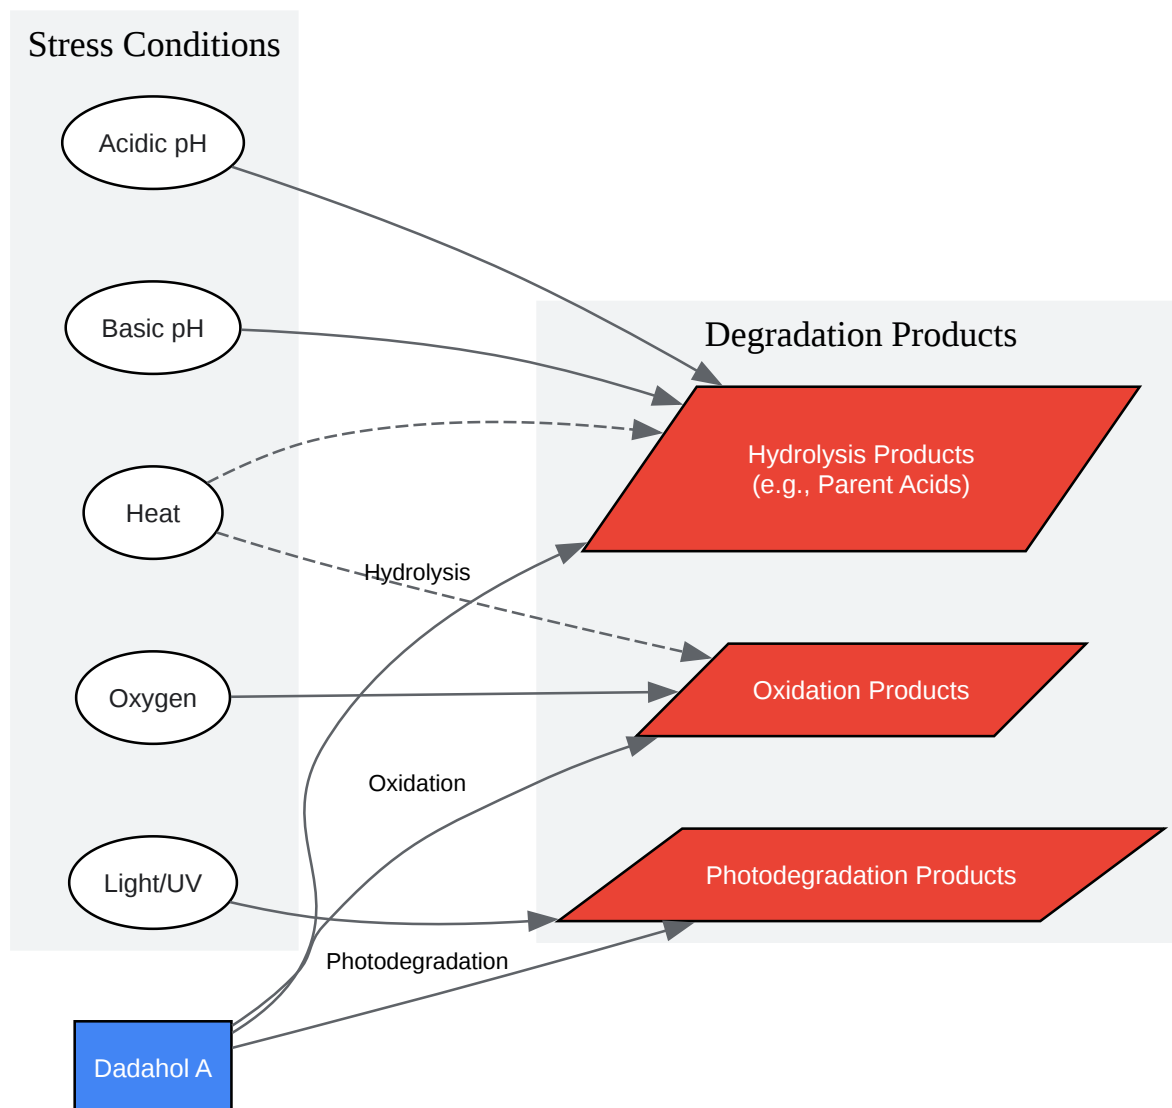 Stress Conditions
Acidic pH
Basic pH
Heat
Oxygen
Light/UV
Dadahol A
Hydrolysis
Oxidation
Photodegradation
Degradation Products
Hydrolysis Products
(e.g., Parent Acids)
Oxidation Products
Photodegradation Products